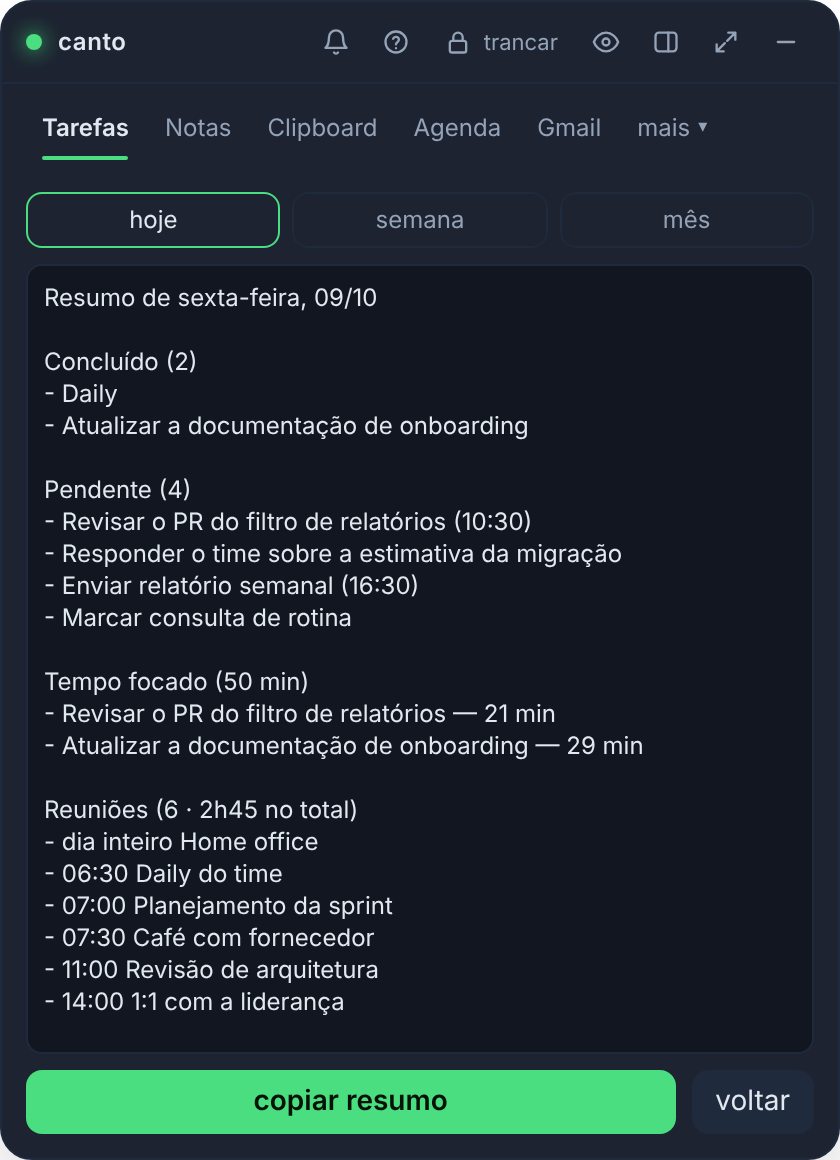 canto
trancar
Tarefas Notas Clipboard Agenda Gmail mais ▼
hoje semana mês
Resumo de sexta-feira, 09/10
Concluído (2)
- Daily
- Atualizar a documentação de onboarding
Pendente (4)
- Revisar o PR do filtro de relatórios (10:30)
- Responder o time sobre a estimativa da migração
- Enviar relatório semanal (16:30)
- Marcar consulta de rotina
Tempo focado (50 min)
- Revisar o PR do filtro de relatórios — 21 min
- Atualizar a documentação de onboarding — 29 min
Reuniões (6 · 2h45 no total)
- dia inteiro Home office
- 06:30 Daily do time
- 07:00 Planejamento da sprint
- 07:30 Café com fornecedor
- 11:00 Revisão de arquitetura
- 14:00 1:1 com a liderança
copiar resumo voltar